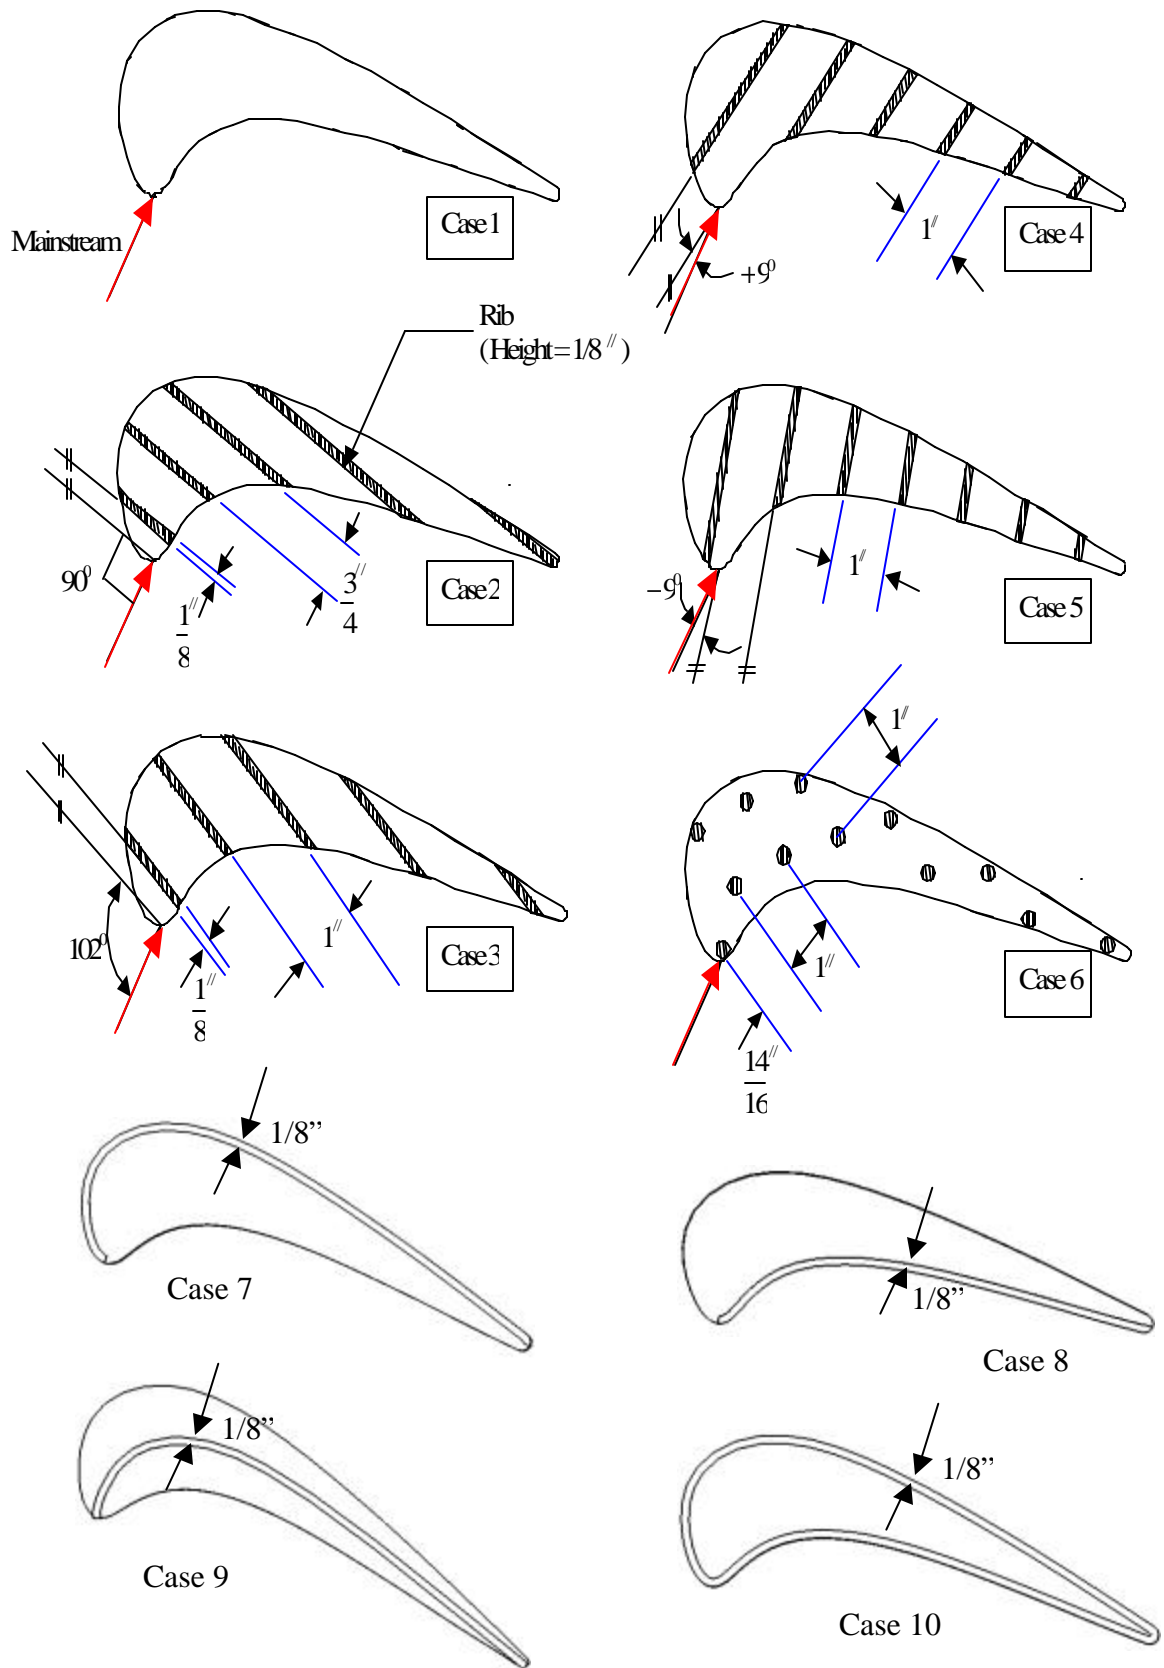 Case 1
Mainstream
Case 4
1"
+9⁰
Rib
(Height=1/8")
90⁰
1"
8
3"
4
Case 2
Case 5
1"
-9⁰
1"
102⁰
1"
8
1"
Case 3
1"
14"
16
Case 6
1/8”
Case 7
1/8”
Case 8
1/8”
Case 9
1/8”
Case 10